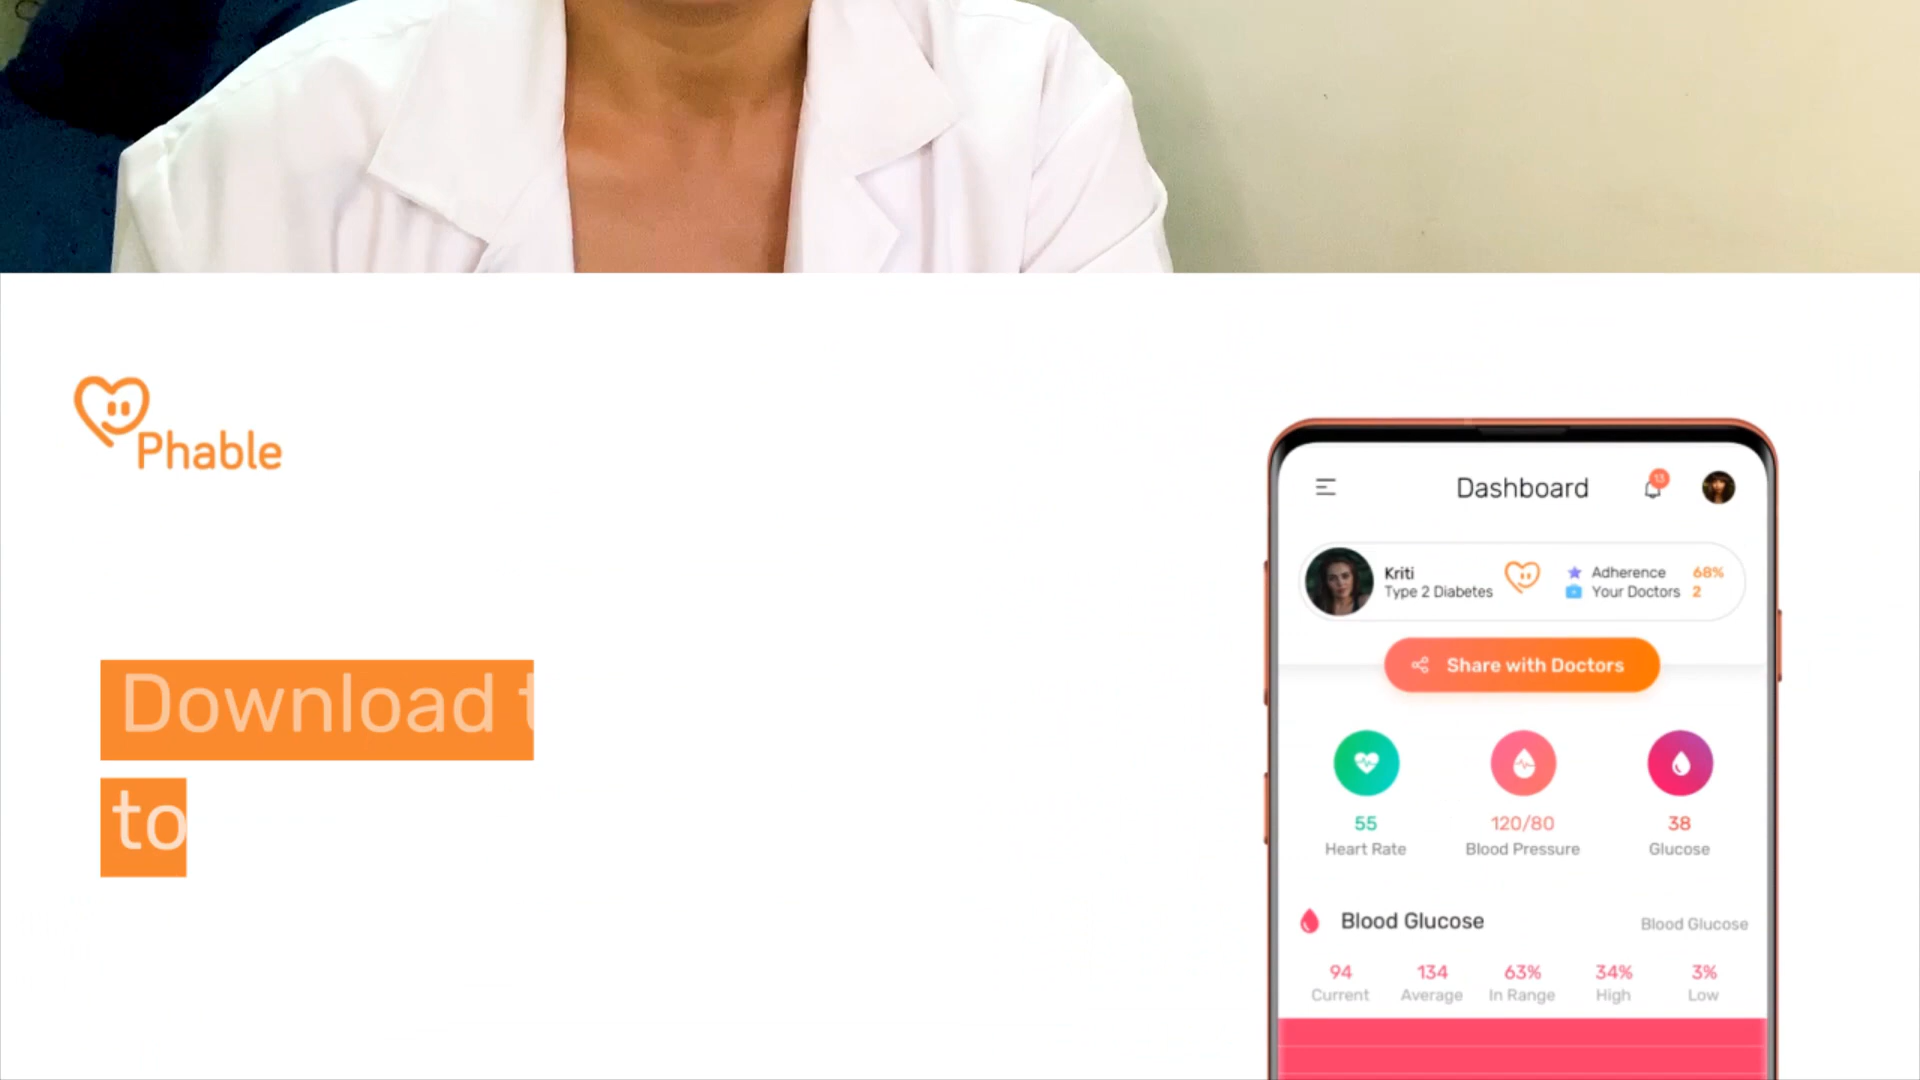 Phable
Download
to
Dashboard
13
Kriti
Type 2 Diabetes
Adherence 68%
Your Doctors 2
Share with Doctors
55
Heart Rate
120/80
Blood Pressure
38
Glucose
Blood Glucose
Blood Glucose
94 134 63% 34% 3%
Current Average In Range High Low